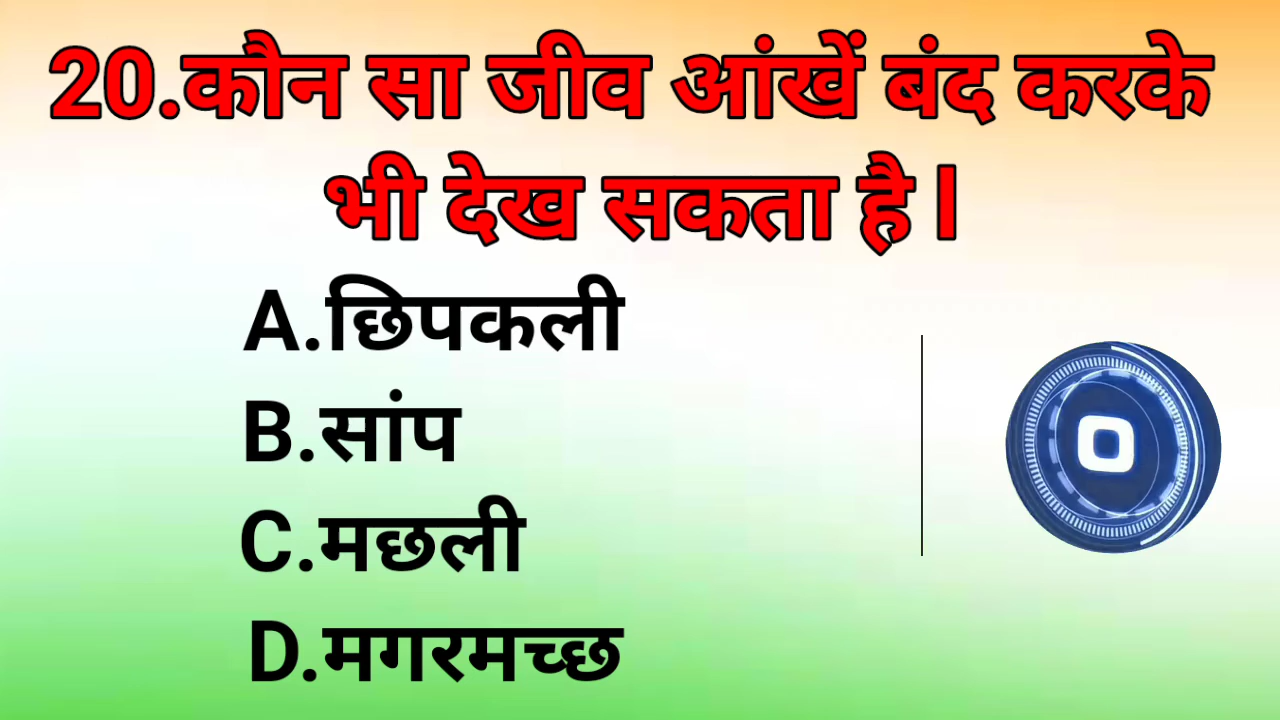 20.कौन सा जीव आंखें बंद करके
भी देख सकता है l
A.छिपकली
B.सांप
C.मछली
D.मगरमच्छ